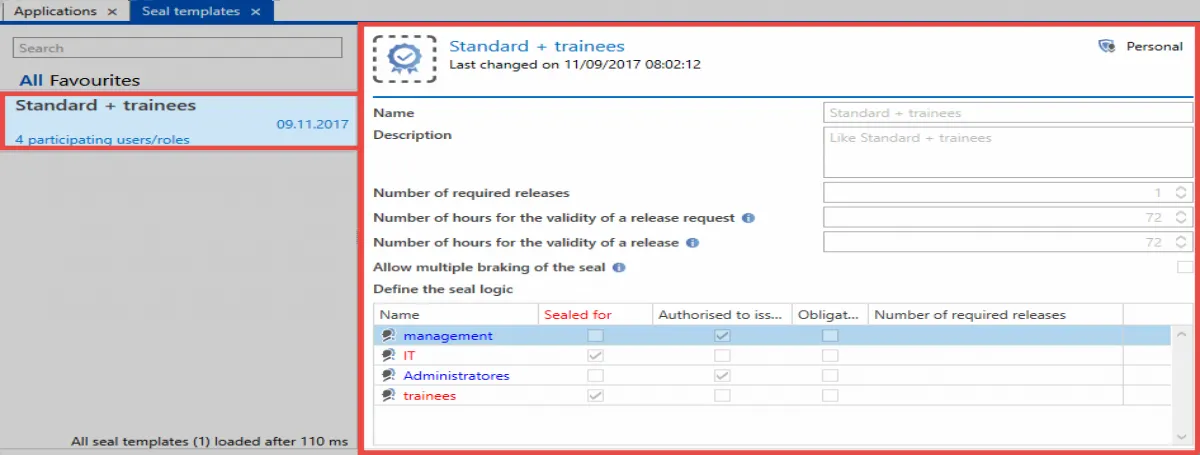 Applications ×
Seal templates ×
Search
All Favourites
Standard + trainees
09.11.2017
4 participating users/roles
All seal templates (1) loaded after 110 ms
Standard + trainees
Last changed on 11/09/2017 08:02:12
Personal
Name
Standard + trainees
Description
Like Standard + trainees
Number of required releases
1
Number of hours for the validity of a release request
72
Number of hours for the validity of a release
72
Allow multiple braking of the seal
Define the seal logic
Name Sealed for Authorised to iss... Obligat... Number of required releases
management
IT
Administratores
trainees